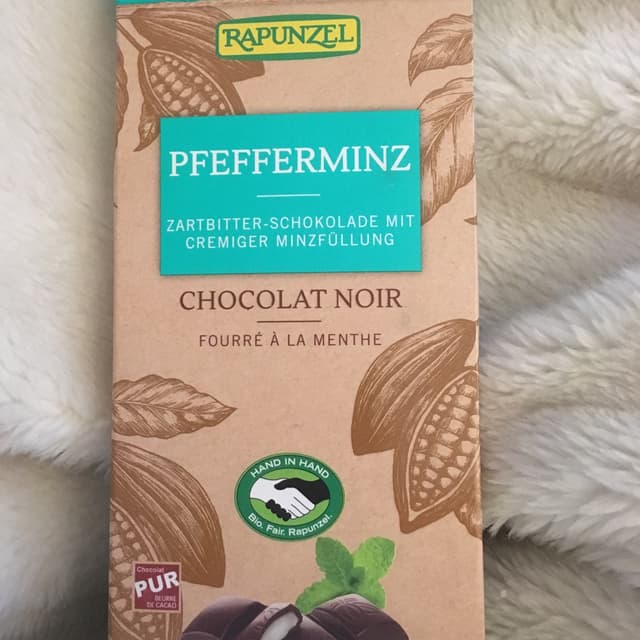 RAPUNZEL
PFEFFERMINZ
ZARTBITTER-SCHOKOLADE MIT
CREMIGER MINZFÜLLUNG
CHOCOLAT NOIR
FOURRÉ À LA MENTHE
HAND IN HAND
Bio. Fair. Rapunzel.
Chocolat
PUR
BEURRE
DE CACAO